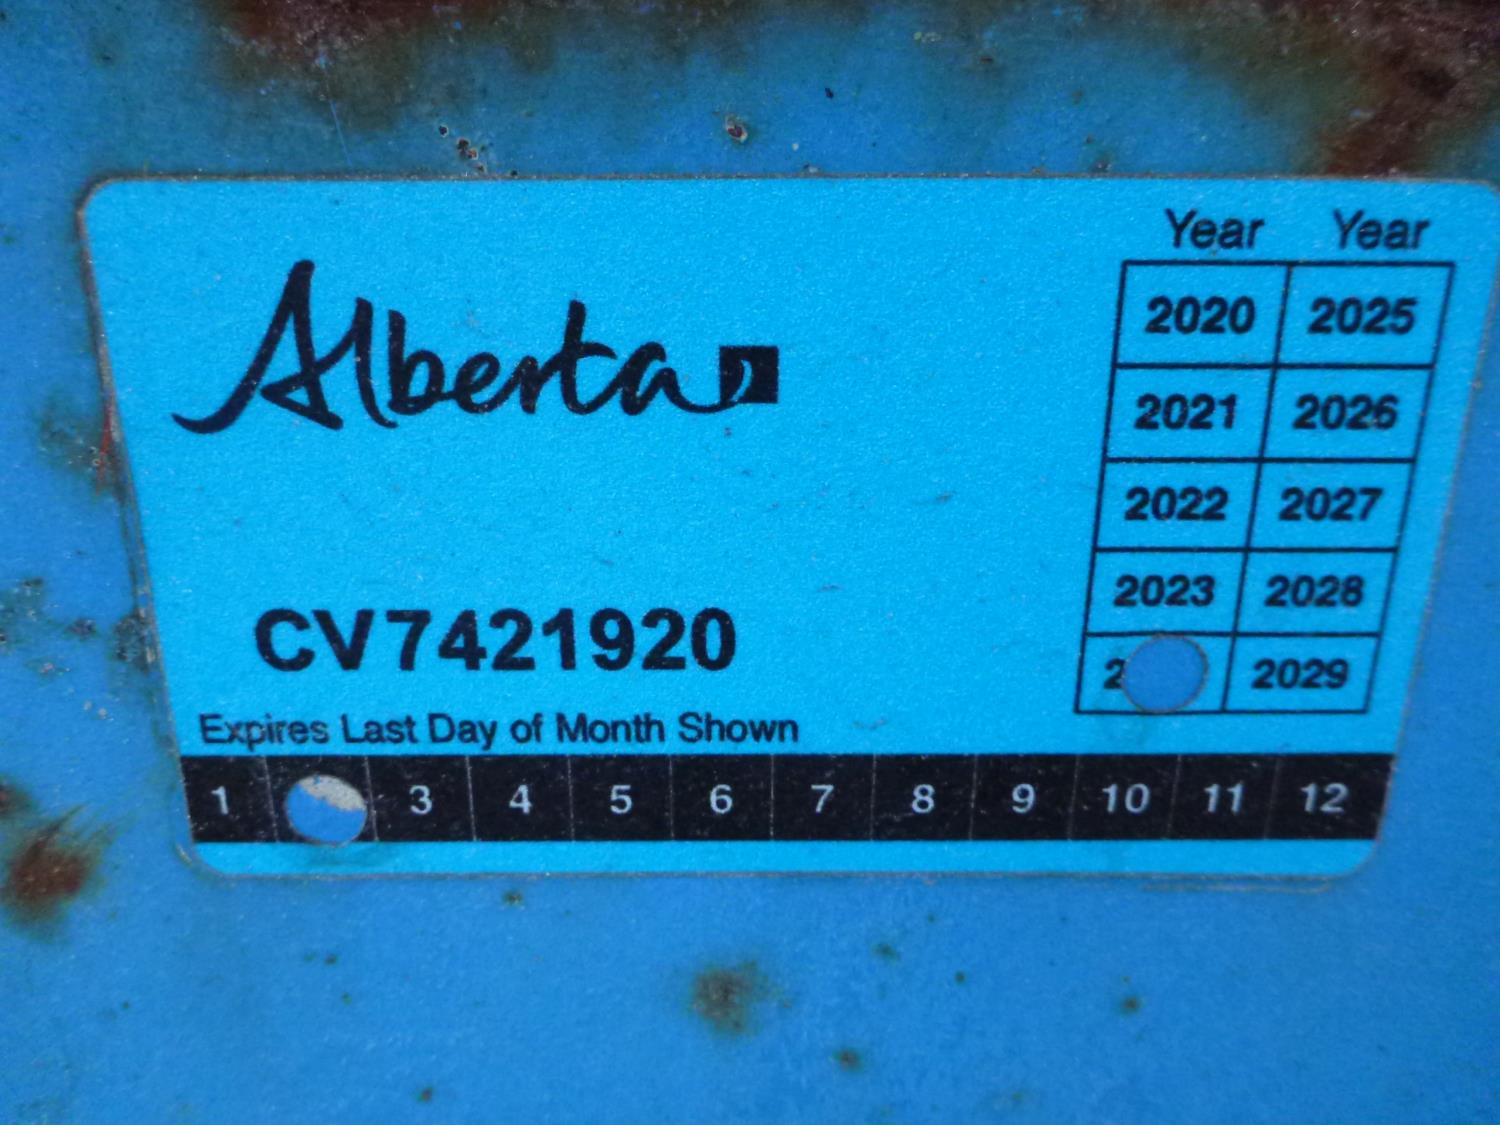 Alberta
Year Year
2020 2025
2021 2026
2022 2027
2023 2028
2029
CV7421920
Expires Last Day of Month Shown
1 3 4 5 6 7 8 9 10 11 12